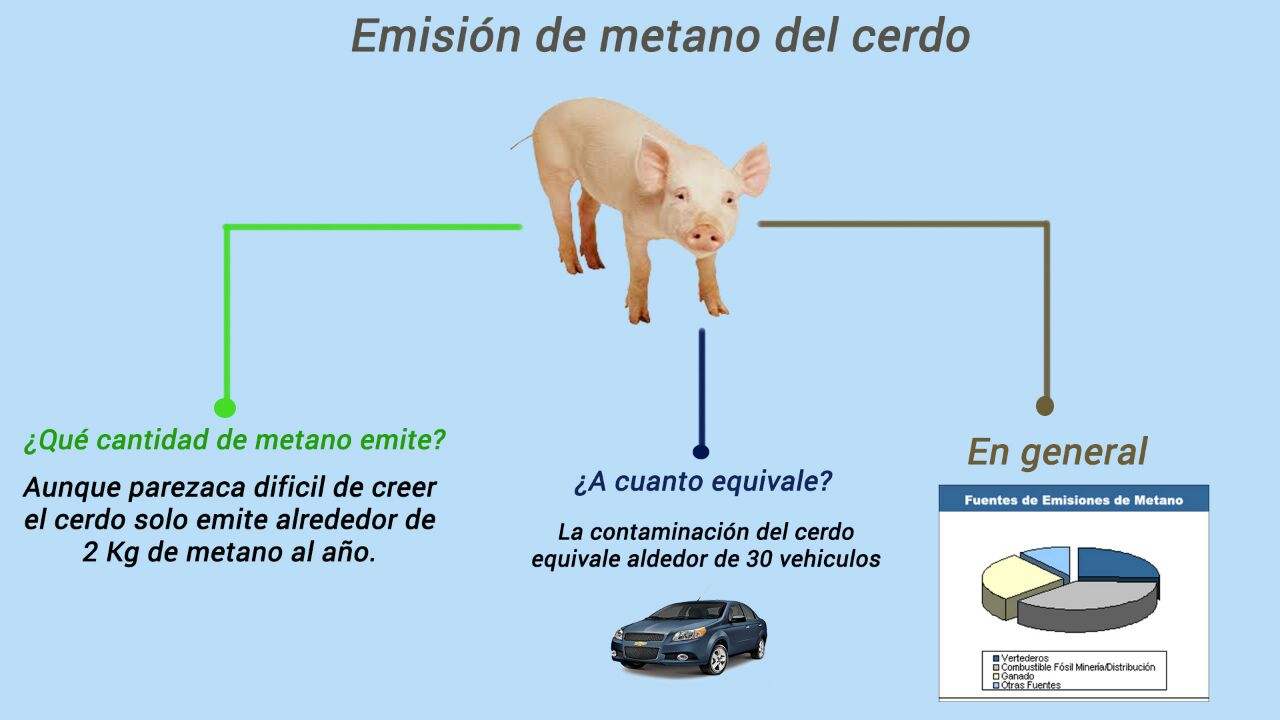 Emisión de metano del cerdo
¿Qué cantidad de metano emite?
Aunque parezaca dificil de creer
el cerdo solo emite alrededor de
2 Kg de metano al año.
¿A cuanto equivale?
La contaminación del cerdo
equivale aldedor de 30 vehiculos
En general
Fuentes de Emisiones de Metano
Vertederos
Combustible Fósil Minería/Distribución
Ganado
Otras Fuentes